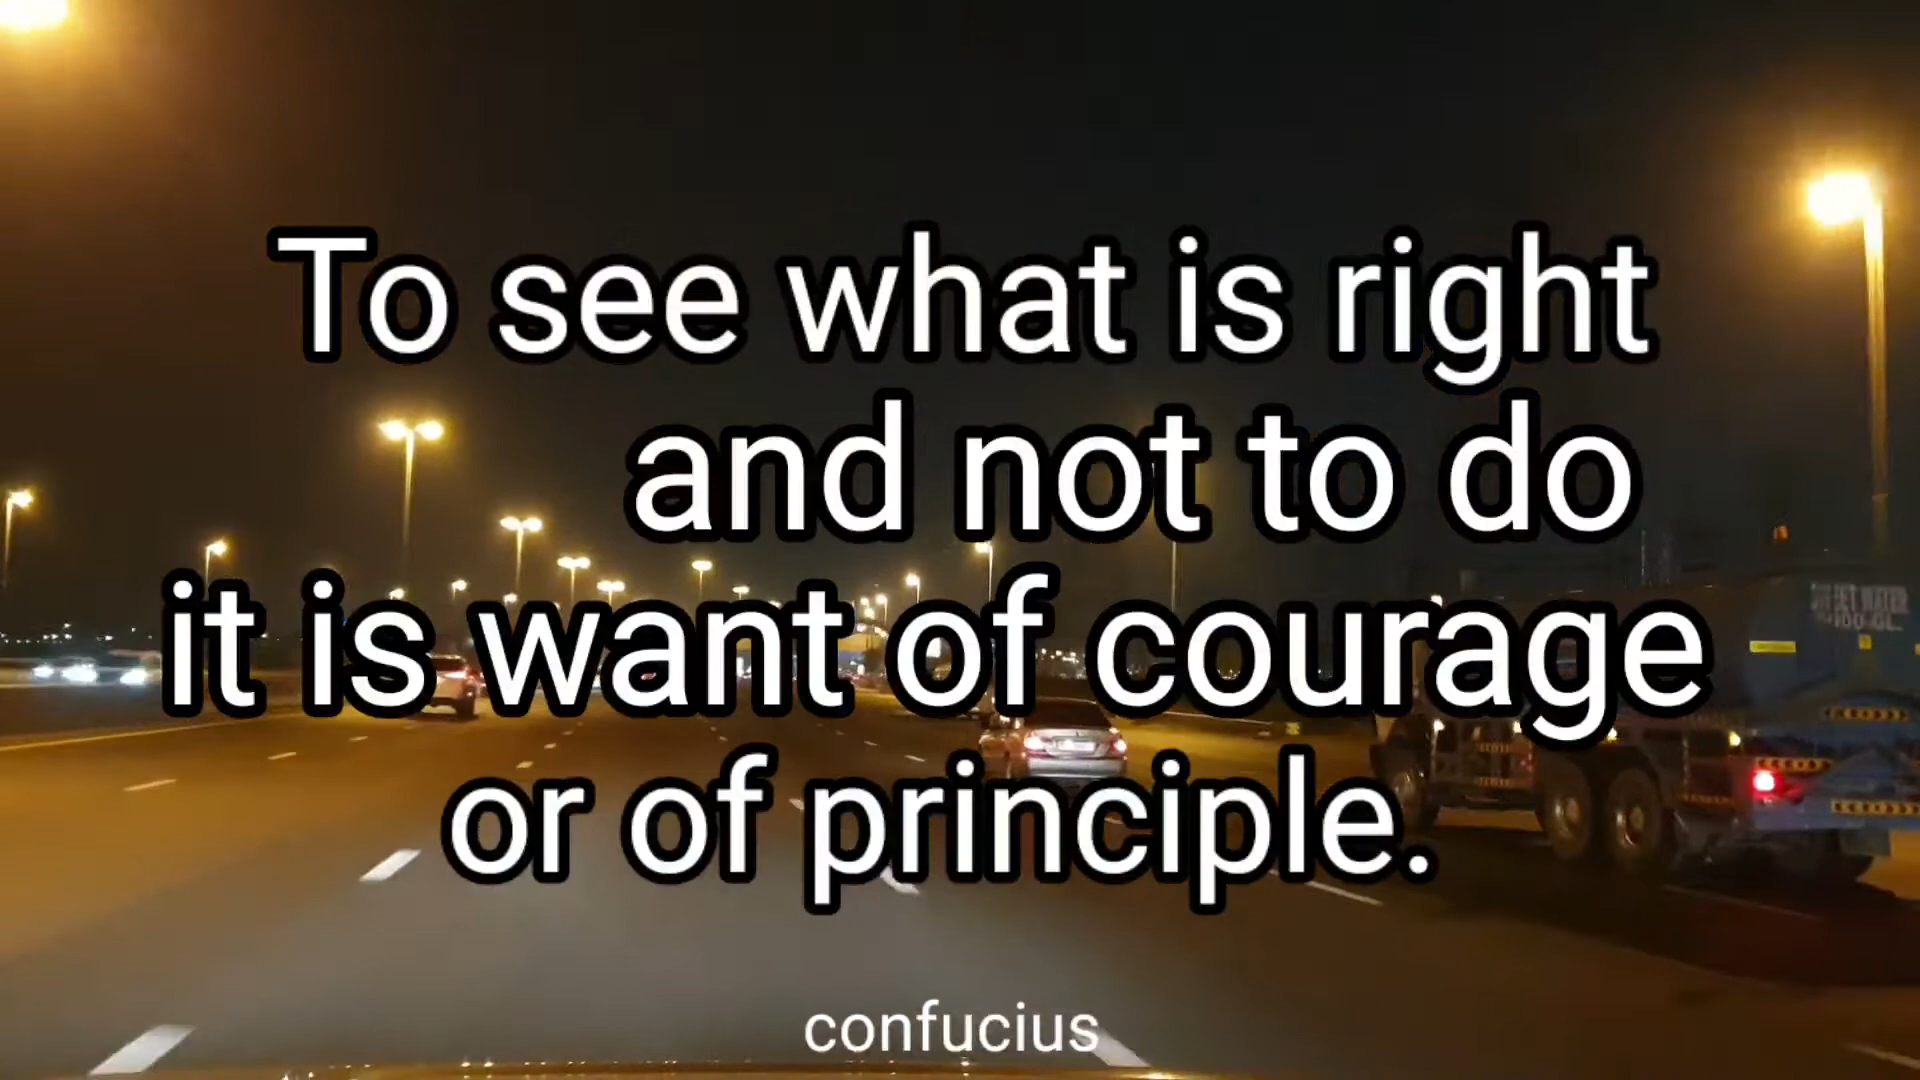 To see what is right
and not to do
it is want of courage
or of principle.
confucius